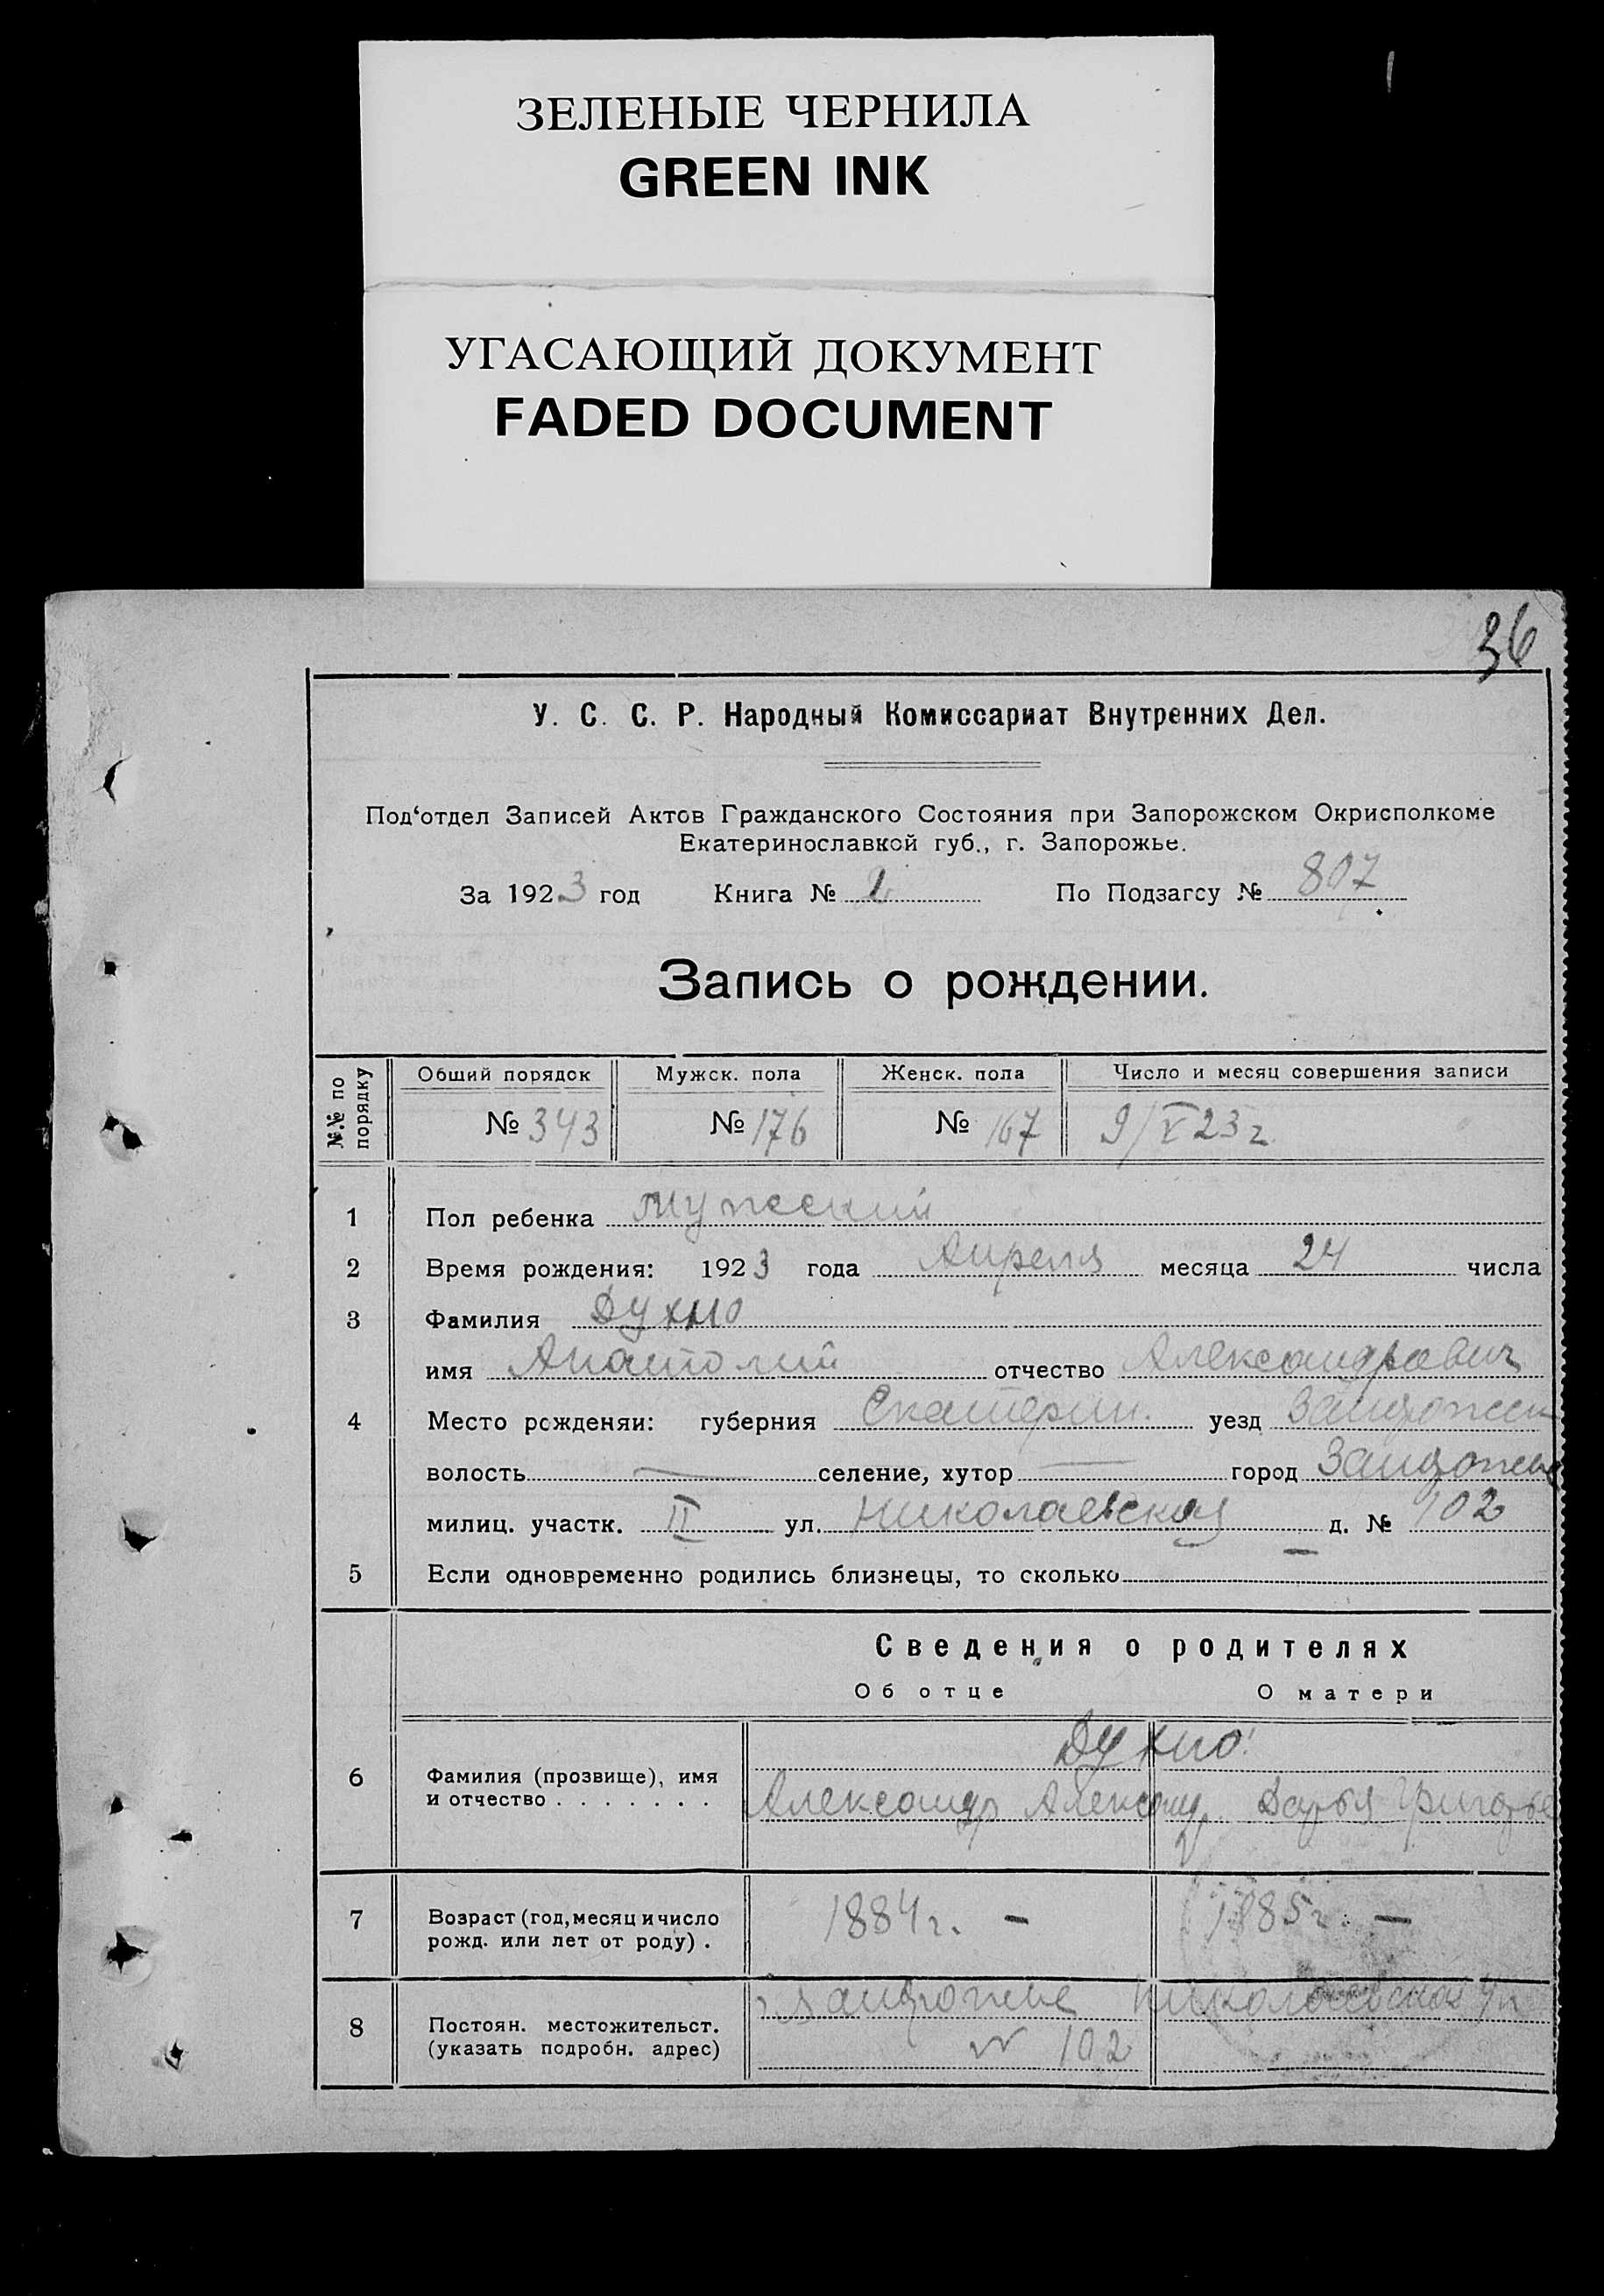 ЗЕЛЕНЫЕ ЧЕРНИЛА
GREEN INK
УГАСАЮЩИЙ ДОКУМЕНТ
FADED DOCUMENT
36
У. С. С. Р. Народный Комиссариат Внутренних Дел.
Под‘отдел Записей Актов Гражданского Состояния при Запорожском Окрисполкоме
Екатеринославкой губ., г. Запорожье.
За 1923 год Книга № 2 По Подзагсу № 807
Запись о рождении.
№№ по порядку Обший порядок Мужск. пола Женск. пола Число и месяц совершения записи
№ 343 № 176 № 167 9/V 23 г
1 Пол ребенка Мужеский
2 Время рождения: 1923 года Апреля месяца 24 числа
3 Фамилия Духно
имя Анатолий отчество Александрович
4 Место рожденяи: губерния Екатерин. уезд Запорожск
волость — селение, хутор — город Запорожье
милиц. участк. II ул. Николаевская д. № 102
5 Если одновременно родились близнецы, то сколько —
Сведения о родителях
Об отце О матери
Духно
6 Фамилия (прозвище), имя
и отчество . . . . . . . Александр Александр Дарья Григорье
7 Возраст (год, месяц и число 1884 г. — 1885 г. —
рожд. или лет от роду) .
г. Запорожье Николаевская ул
8 Постоян. местожительст.
(указать подробн. адрес) № 102